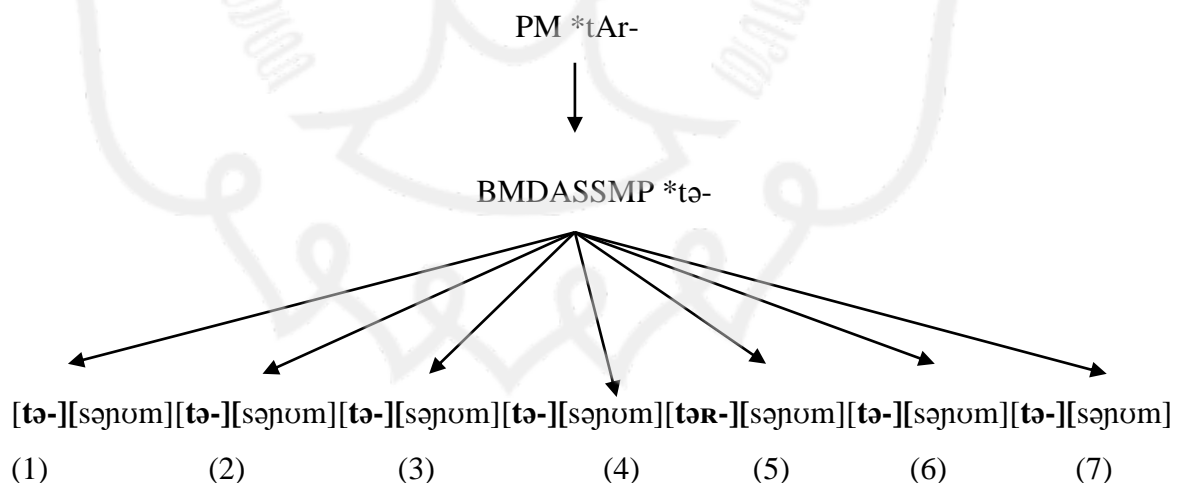 PM *tAr-
BMDASSMP *tə-
[tə-][səɲʊm][tə-][səɲʊm][tə-][səɲʊm][tə-][səɲʊm][təʀ-][səɲʊm][tə-][səɲʊm][tə-][səɲʊm]
(1) (2) (3) (4) (5) (6) (7)